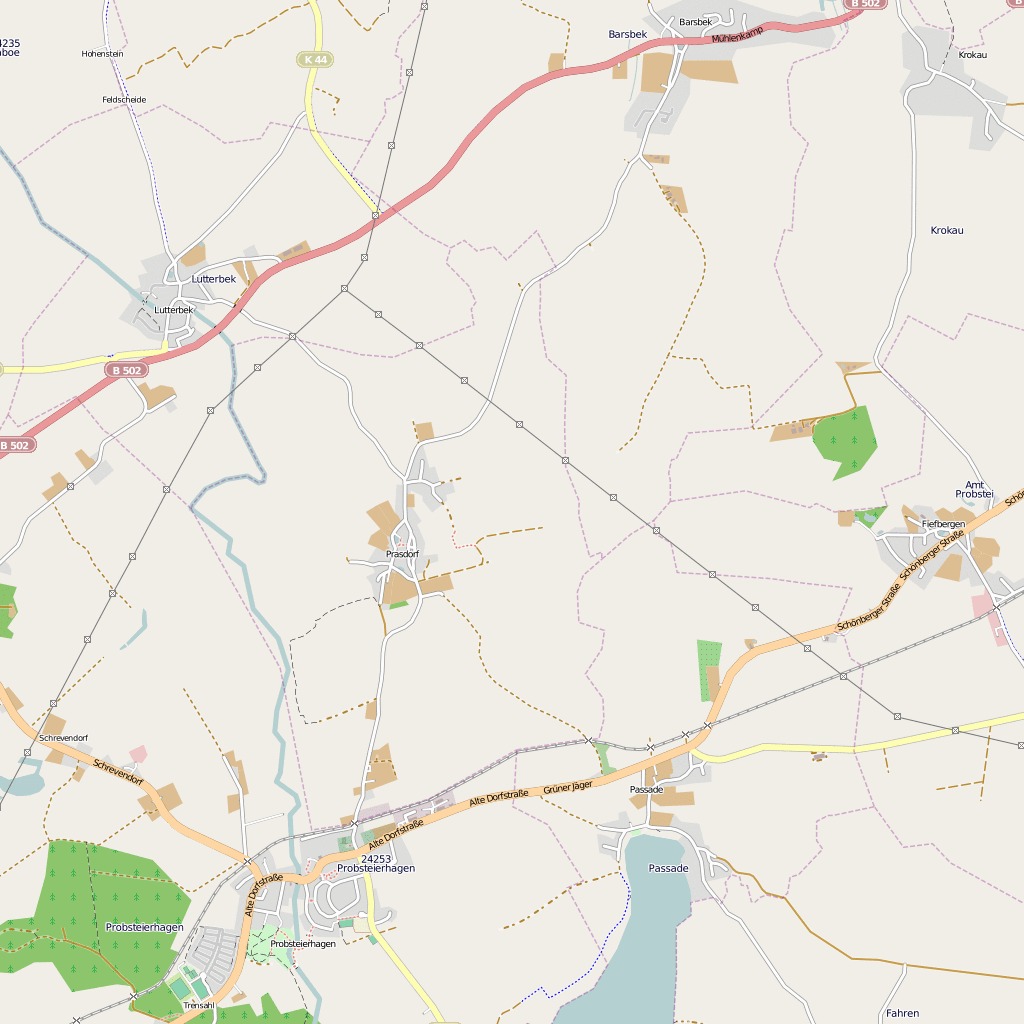 B 502
B
Barsbek
Barsbek
Mühlenkamp
4235
aboe
Hohenstein
K 44
Krokau
Feldscheide
Krokau
Lutterbek
Lutterbek
B 502
B 502
Amt
Probstei
Schö
Fiefbergen
Schönberger Straße
Prasdorf
Schönberger Straße
Schrevendorf
Schrevendorf
Grüner Jäger
Passade
Alte Dorfstraße
Alte Dorfstraße
24253
Probsteierhagen
Passade
Alte Dorfstraße
Probsteierhagen
Probsteierhagen
Trensahl
Fahren